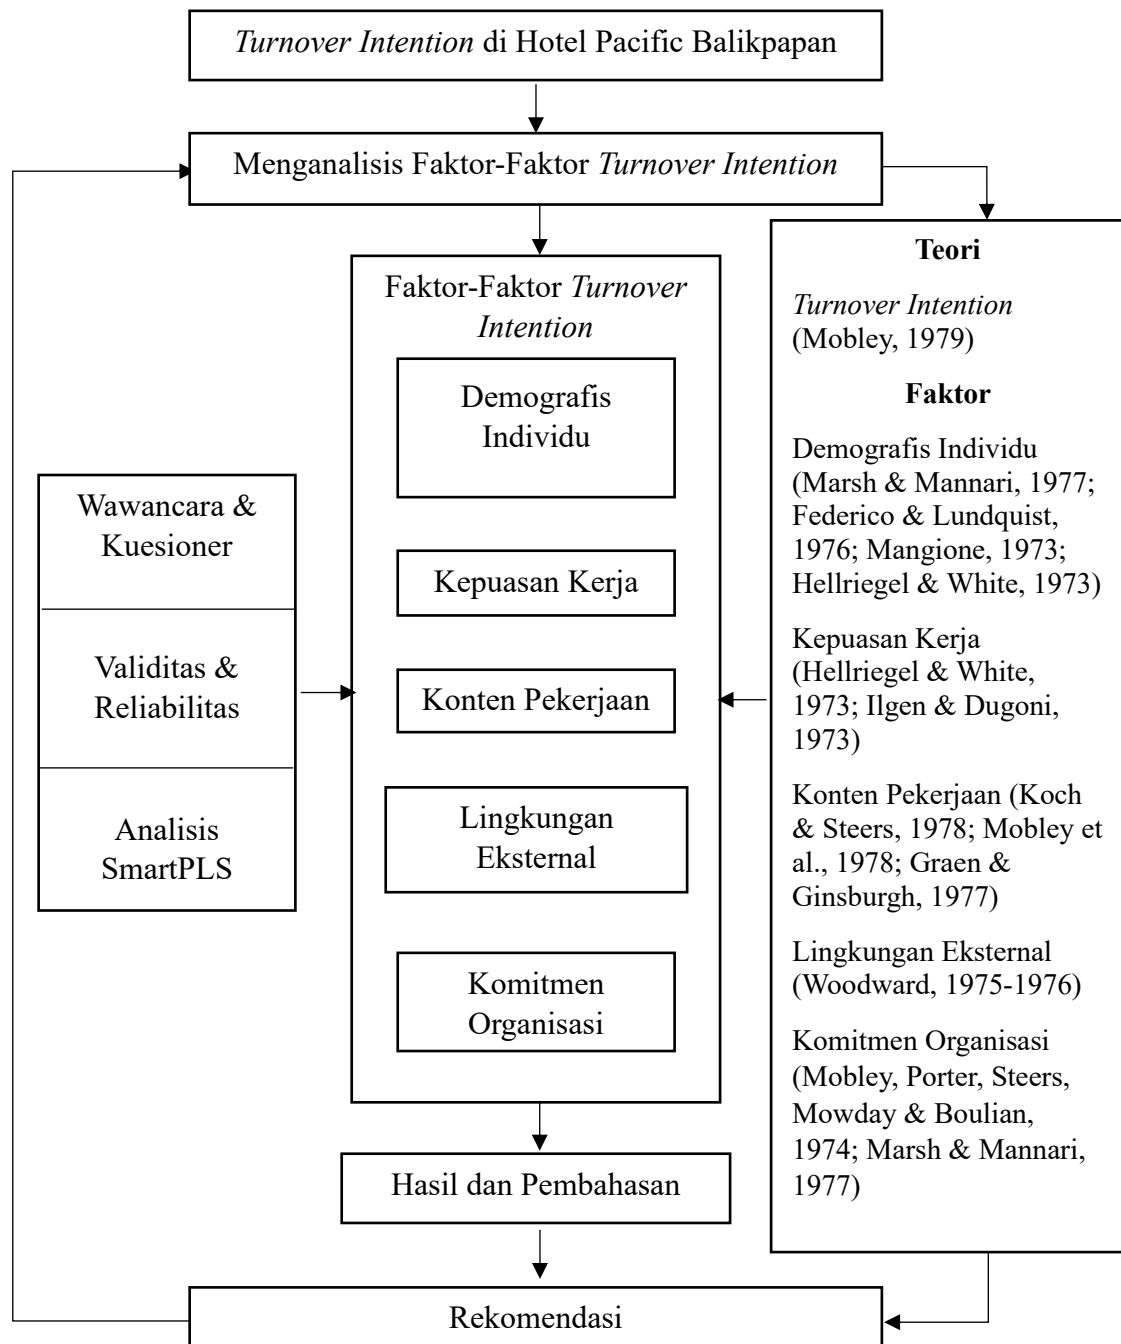 Turnover Intention di Hotel Pacific Balikpapan
Menganalisis Faktor-Faktor Turnover Intention
Faktor-Faktor Turnover
Intention
Demografis
Individu
Kepuasan Kerja
Konten Pekerjaan
Lingkungan
Eksternal
Komitmen
Organisasi
Wawancara &
Kuesioner
Validitas &
Reliabilitas
Analisis
SmartPLS
Teori
Turnover Intention
(Mobley, 1979)
Faktor
Demografis Individu
(Marsh & Mannari, 1977;
Federico & Lundquist,
1976; Mangione, 1973;
Hellriegel & White, 1973)
Kepuasan Kerja
(Hellriegel & White,
1973; Ilgen & Dugoni,
1973)
Konten Pekerjaan (Koch
& Steers, 1978; Mobley et
al., 1978; Graen &
Ginsburgh, 1977)
Lingkungan Eksternal
(Woodward, 1975-1976)
Komitmen Organisasi
(Mobley, Porter, Steers,
Mowday & Boulian,
1974; Marsh & Mannari,
1977)
Hasil dan Pembahasan
Rekomendasi